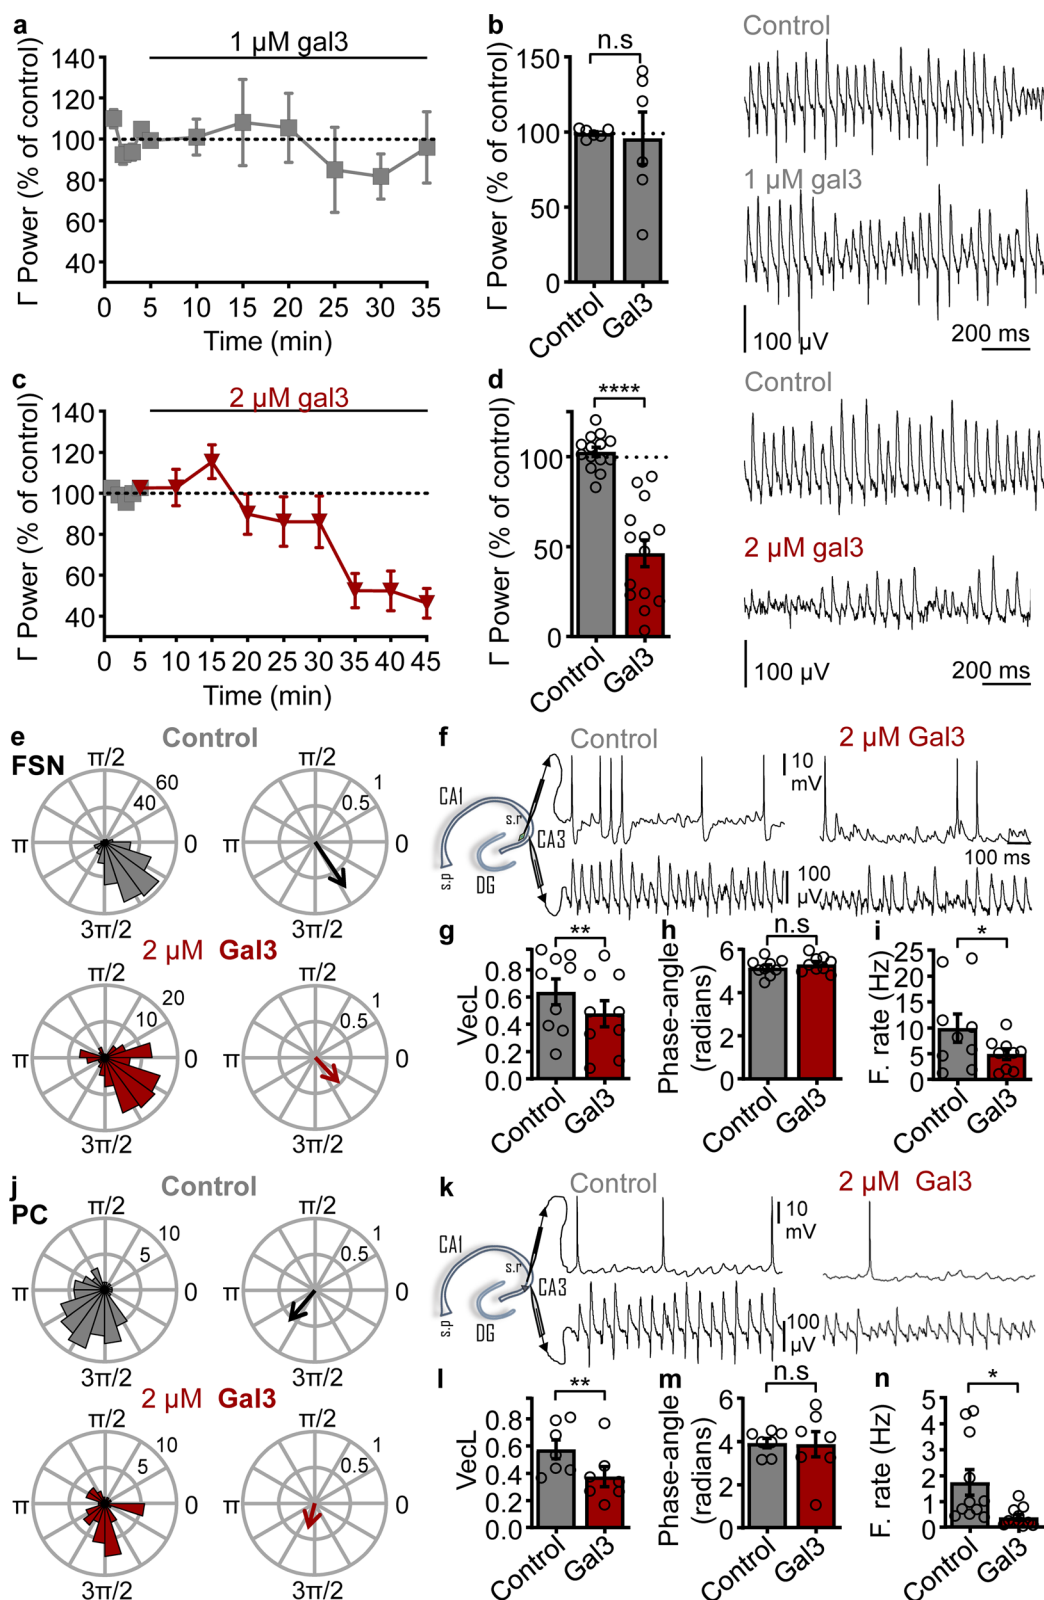 a
1 µM gal3
Γ Power (% of control)
140
120
100
80
60
40
0 5 10 15 20 25 30 35
Time (min)
b
n.s
Γ Power (% of control)
150
100
50
0
Control
Gal3
Control
1 µM gal3
100 µV
200 ms
c
2 µM gal3
Γ Power (% of control)
140
120
100
80
60
40
0 5 10 15 20 25 30 35 40 45
Time (min)
d
****
Γ Power (% of control)
100
50
0
Control
Gal3
Control
2 µM gal3
100 µV
200 ms
e
FSN
Control
π/2
60
40
π
0
3π/2
π/2
1
0.5
π
0
3π/2
2 µM Gal3
π/2
20
10
π
0
3π/2
π/2
1
0.5
π
0
3π/2
f
Control
2 µM Gal3
10
mV
CA1
s.r
CA3
s.p
DG
100 ms
100
µV
g
**
VecL
0.8
0.6
0.4
0.2
0.0
Control
Gal3
h
n.s
Phase-angle
(radians)
6
4
2
0
Control
Gal3
i
*
F. rate (Hz)
25
20
15
10
5
0
Control
Gal3
j
PC
Control
π/2
10
5
π
0
3π/2
π/2
1
0.5
π
0
3π/2
2 µM Gal3
π/2
10
5
π
0
3π/2
π/2
1
0.5
π
0
3π/2
k
Control
2 µM Gal3
10
mV
CA1
s.r
CA3
s.p
DG
100
µV
l
**
VecL
0.8
0.6
0.4
0.2
0.0
Control
Gal3
m
n.s
Phase-angle
(radians)
6
4
2
0
Control
Gal3
n
*
F. rate (Hz)
5
4
3
2
1
0
Control
Gal3